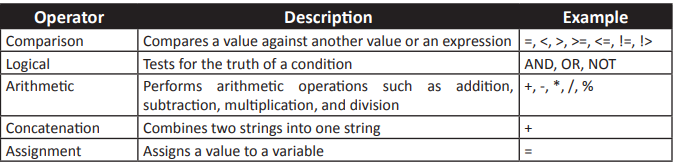 Operator Description Example
Comparison Compares a value against another value or an expression =, <, >, >=, <=, !=, !>
Logical Tests for the truth of a condition AND, OR, NOT
Arithmetic Performs arithmetic operations such as addition, +, -, *, /, %
subtraction, multiplication, and division
Concatenation Combines two strings into one string +
Assignment Assigns a value to a variable =